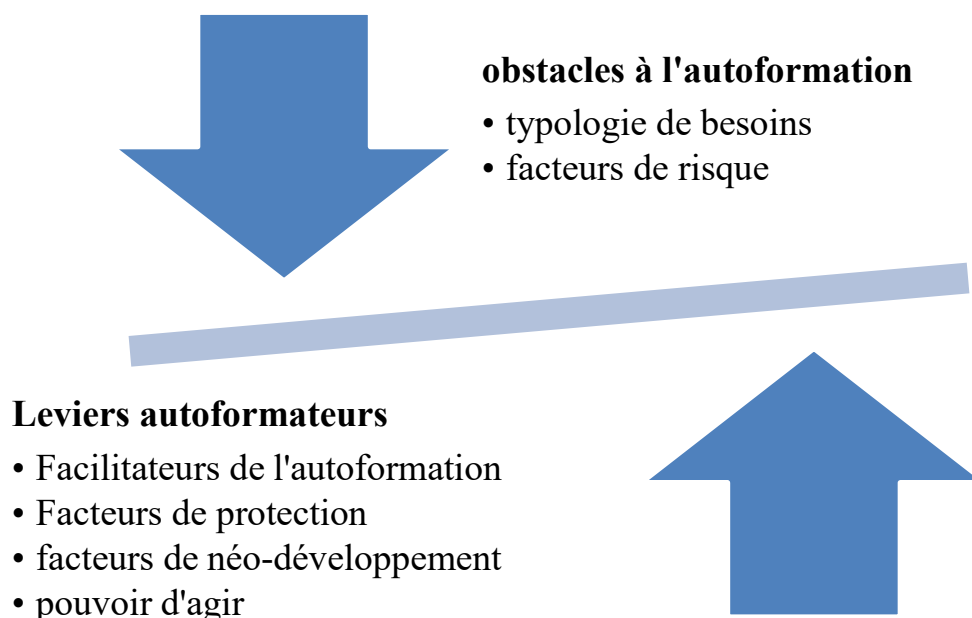 obstacles à l'autoformation
• typologie de besoins
• facteurs de risque
Leviers autoformateurs
• Facilitateurs de l'autoformation
• Facteurs de protection
• facteurs de néo-développement
• pouvoir d'agir